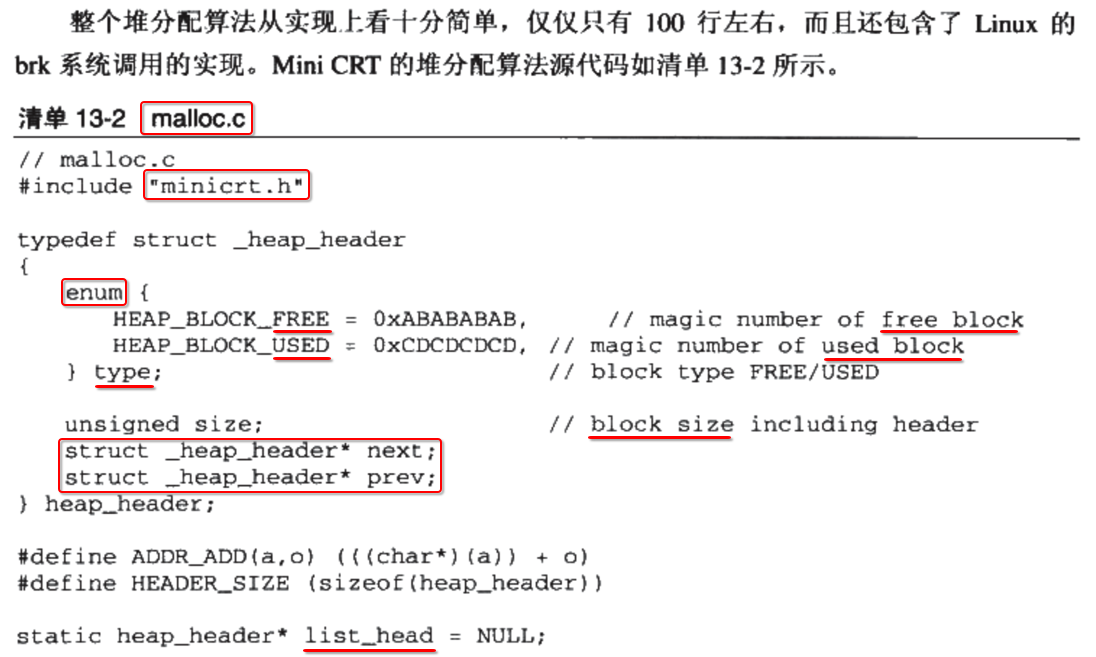 整个堆分配算法从实现上看十分简单，仅仅只有 100 行左右，而且还包含了 Linux 的
brk 系统调用的实现。Mini CRT 的堆分配算法源代码如清单 13-2 所示。
清单 13-2 malloc.c
// malloc.c
#include "minicrt.h"
typedef struct _heap_header
{
enum {
HEAP_BLOCK_FREE = 0xABABABAB, // magic number of free block
HEAP_BLOCK_USED = 0xCDCDCDCD, // magic number of used block
} type; // block type FREE/USED
unsigned size; // block size including header
struct _heap_header* next;
struct _heap_header* prev;
} heap_header;
#define ADDR_ADD(a,o) (((char*)(a)) + o)
#define HEADER_SIZE (sizeof(heap_header))
static heap_header* list_head = NULL;